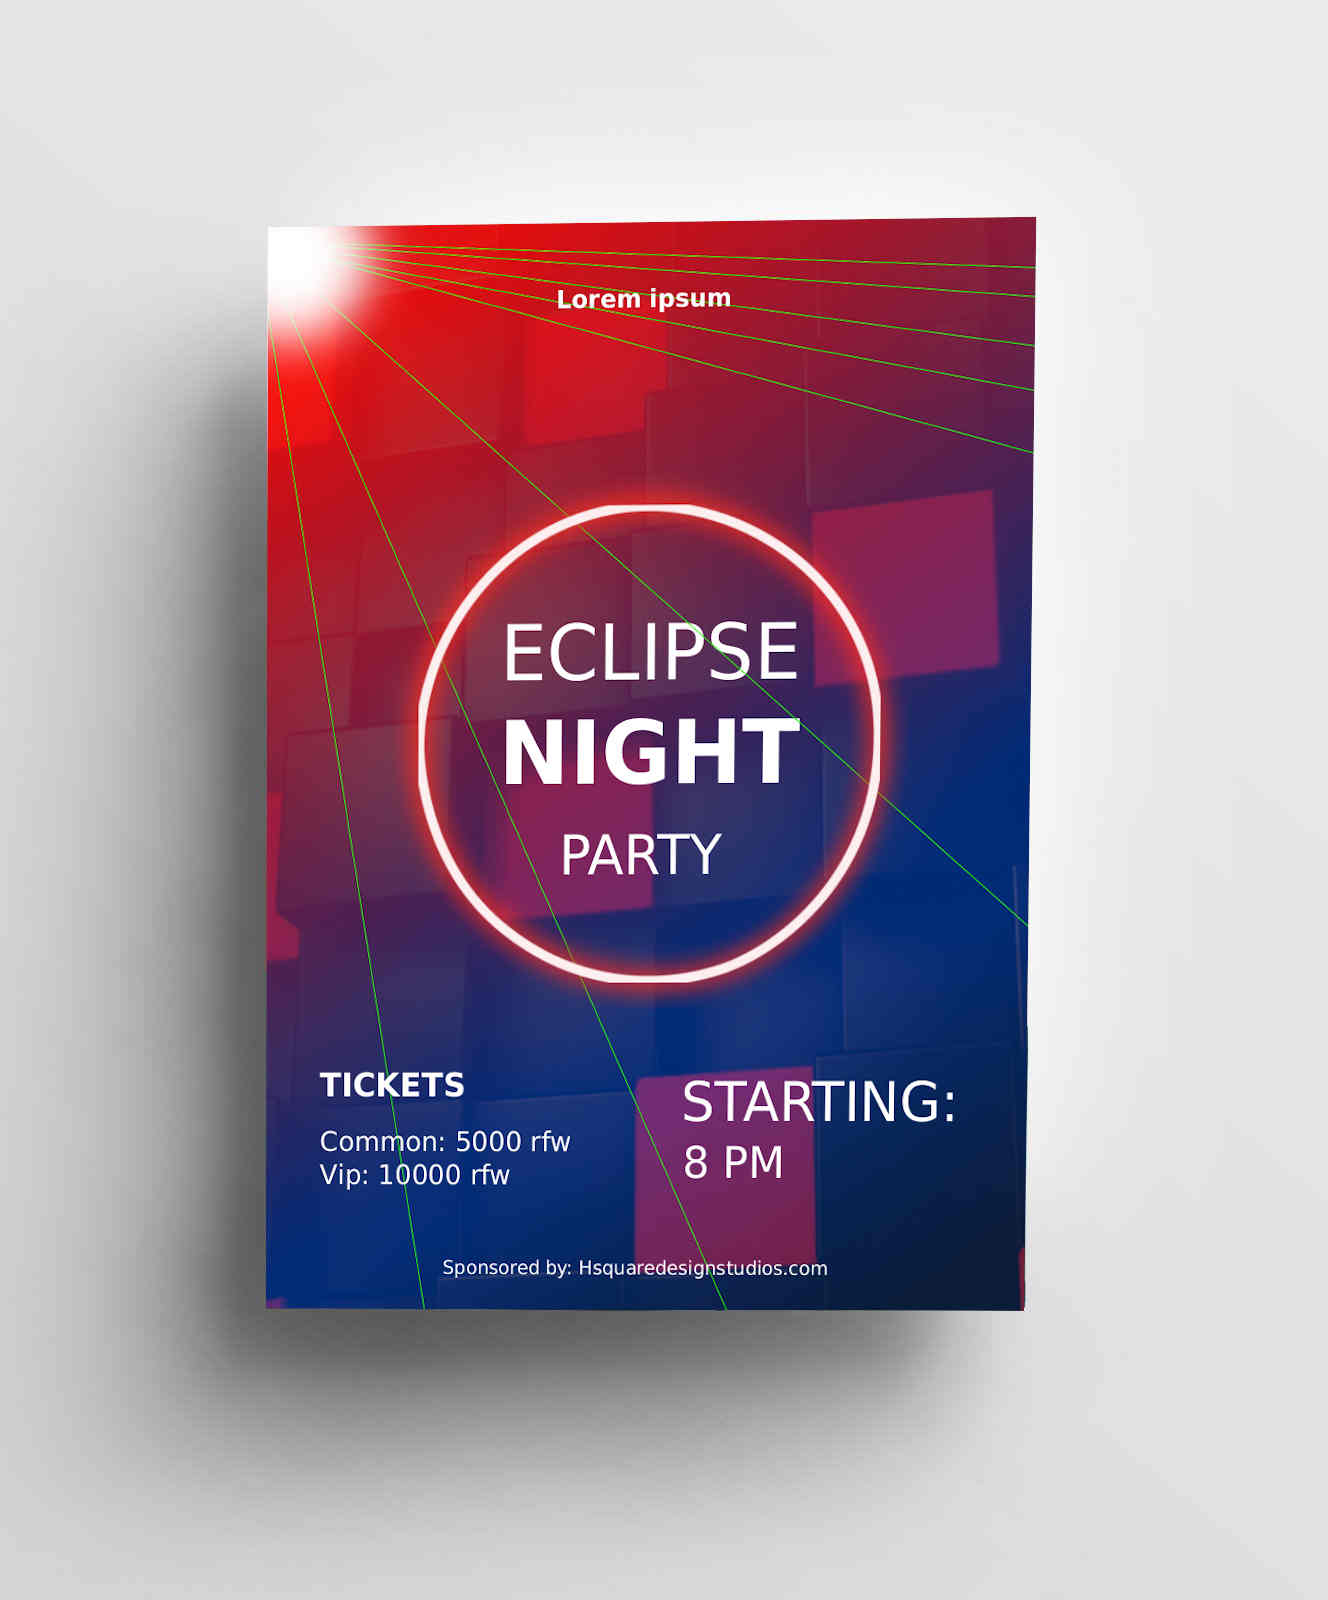 Lorem ipsum
ECLIPSE
NIGHT
PARTY
TICKETS
Common: 5000 rfw
Vip: 10000 rfw
STARTING:
8 PM
Sponsored by: Hsquaredesignstudios.com